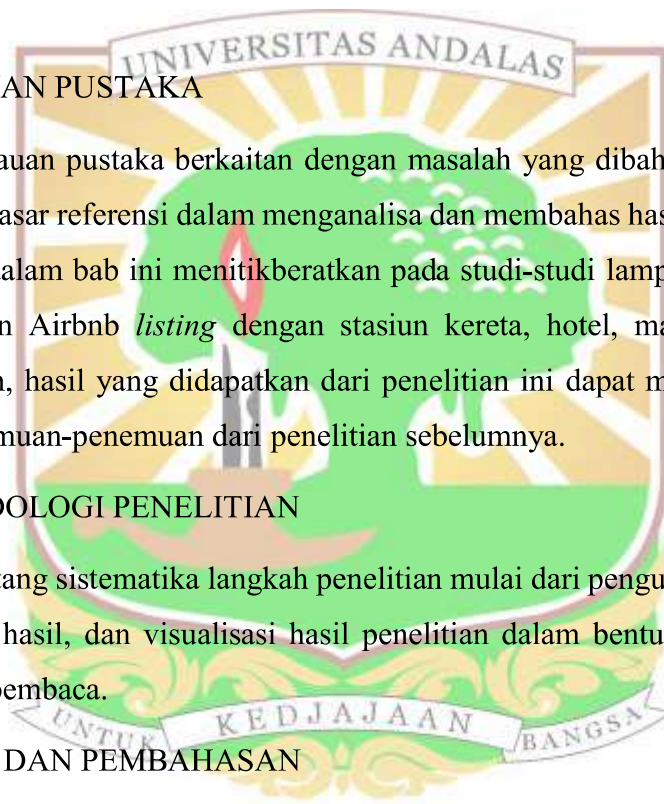 UNIVERSITAS ANDALAS
AN PUSTAKA
auan pustaka berkaitan dengan masalah yang dibah
asar referensi dalam menganalisa dan membahas has
alam bab ini menitikberatkan pada studi-studi lamp
n Airbnb listing dengan stasiun kereta, hotel, ma
, hasil yang didapatkan dari penelitian ini dapat m
muan-penemuan dari penelitian sebelumnya.
OLOGI PENELITIAN
tang sistematika langkah penelitian mulai dari pengu
hasil, dan visualisasi hasil penelitian dalam bentu
pembaca.
UNTUK KEDJAJAAN BANGSA
DAN PEMBAHASAN